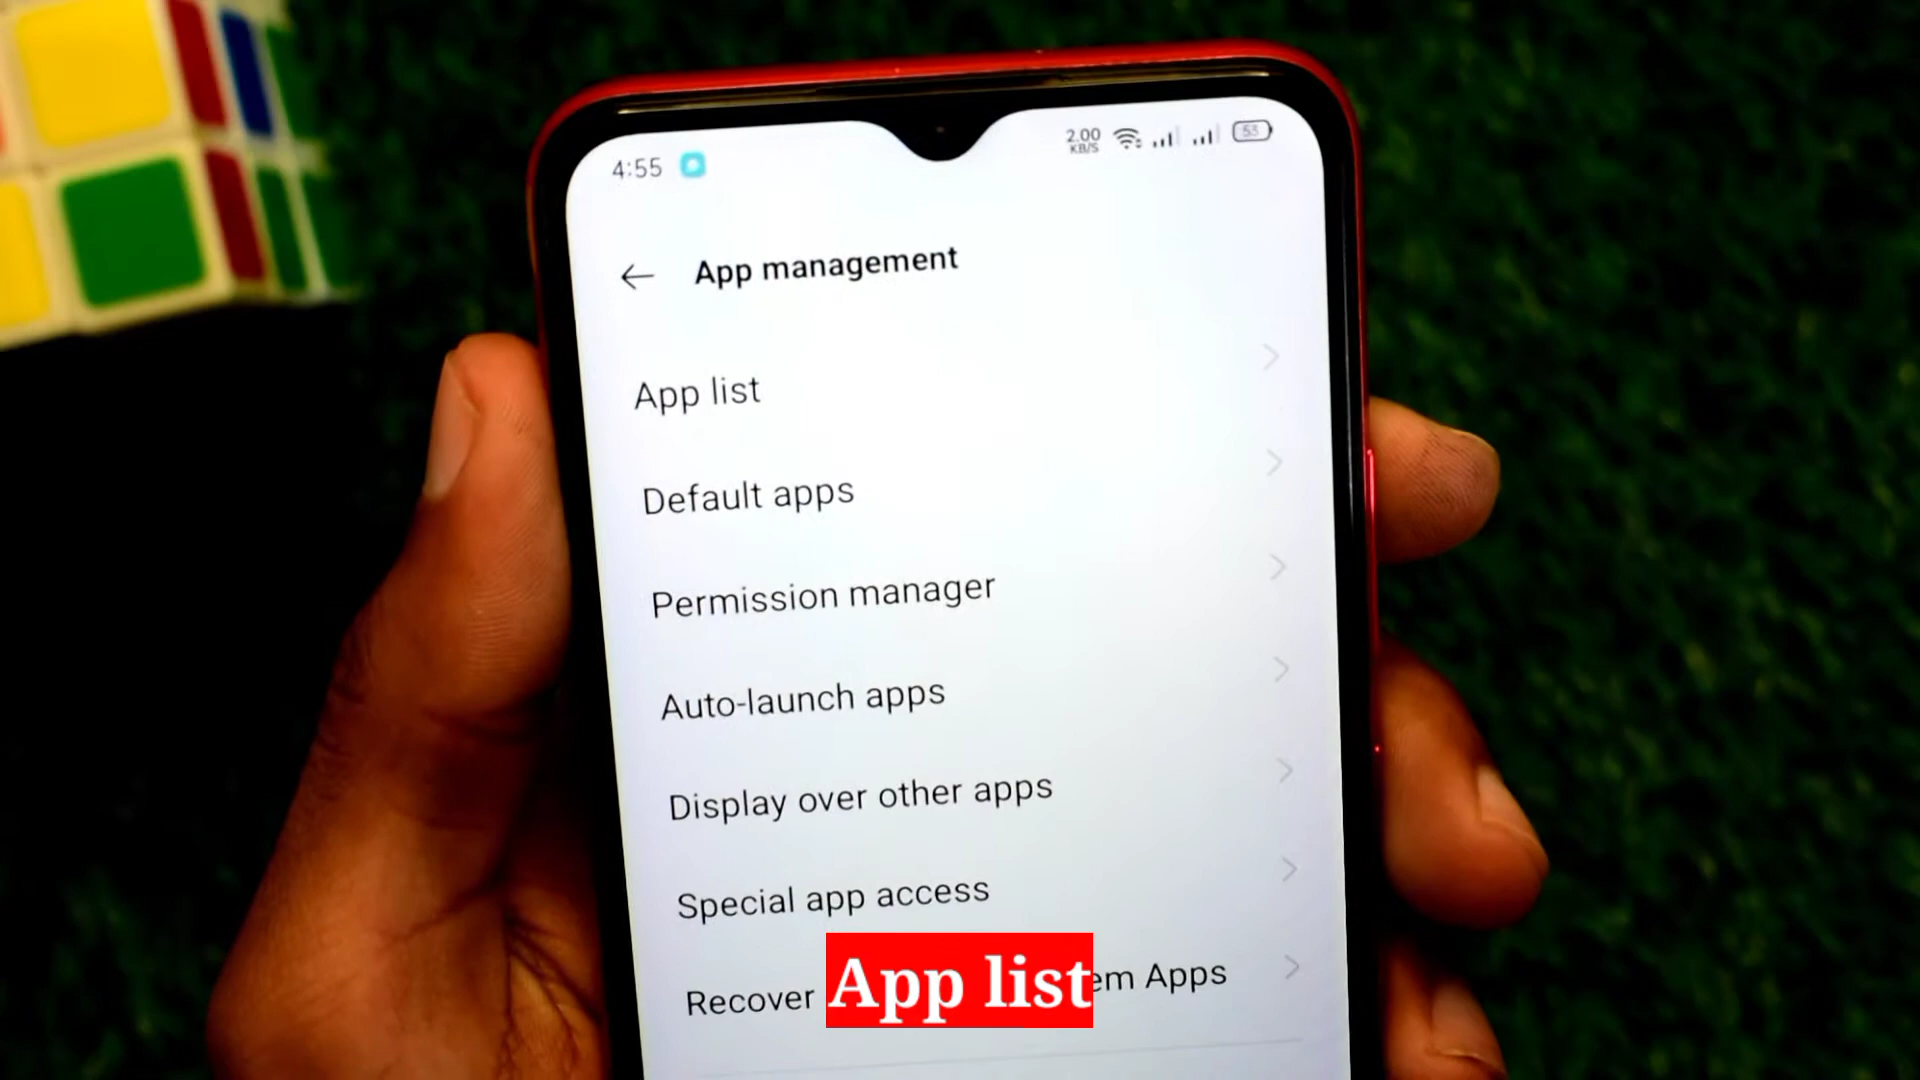 4:55
2.00
KB/S
53
App management
App list
Default apps
Permission manager
Auto-launch apps
Display over other apps
Special app access
Recover
Apps
App list